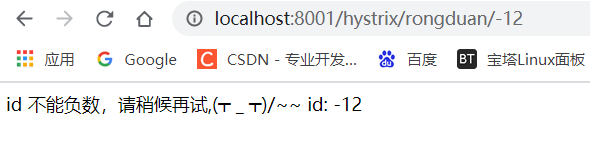 localhost:8001/hystrix/rongduan/-12
应用 Google C CSDN - 专业开发... 百度 BT 宝塔Linux面板
id 不能负数，请稍候再试,(┬＿┬)/~~ id: -12